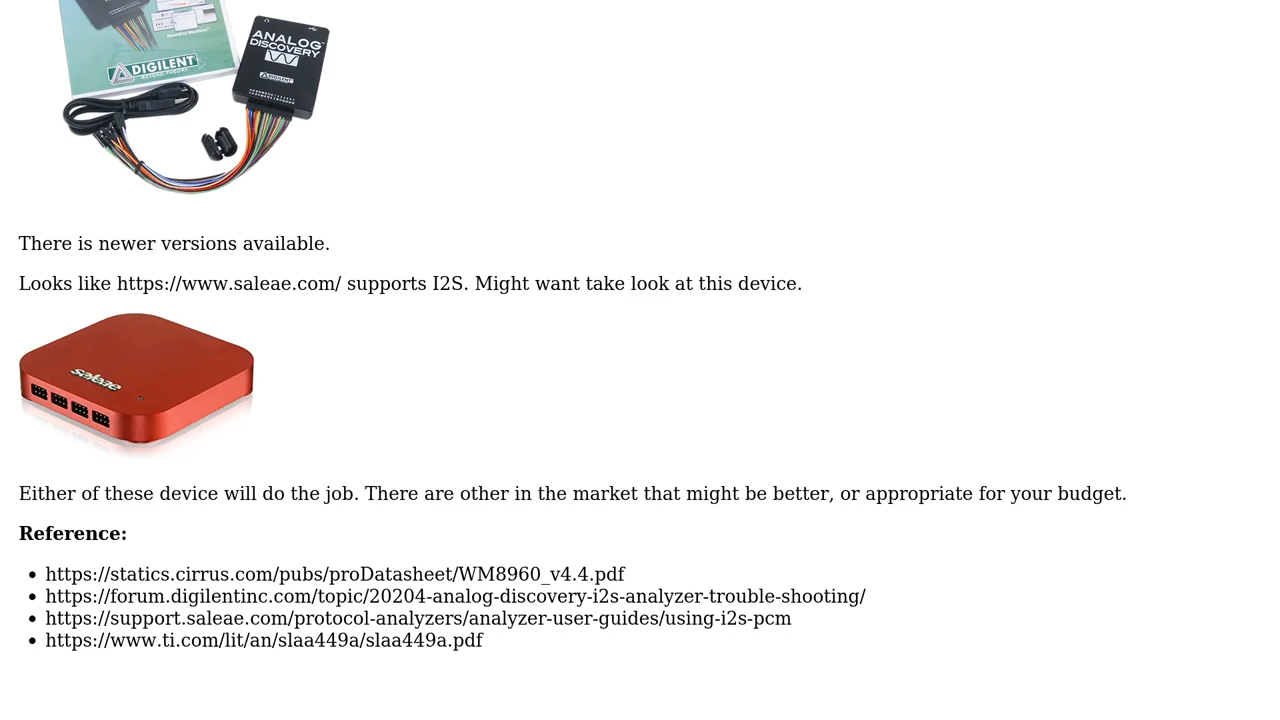 ANALOG
DISCOVERY
DIGILENT
DIGILENT
BEYOND THEORY
There is newer versions available.
Looks like https://www.saleae.com/ supports I2S. Might want take look at this device.
saleae
Either of these device will do the job. There are other in the market that might be better, or appropriate for your budget.
Reference:
• https://statics.cirrus.com/pubs/proDatasheet/WM8960_v4.4.pdf
• https://forum.digilentinc.com/topic/20204-analog-discovery-i2s-analyzer-trouble-shooting/
• https://support.saleae.com/protocol-analyzers/analyzer-user-guides/using-i2s-pcm
• https://www.ti.com/lit/an/slaa449a/slaa449a.pdf